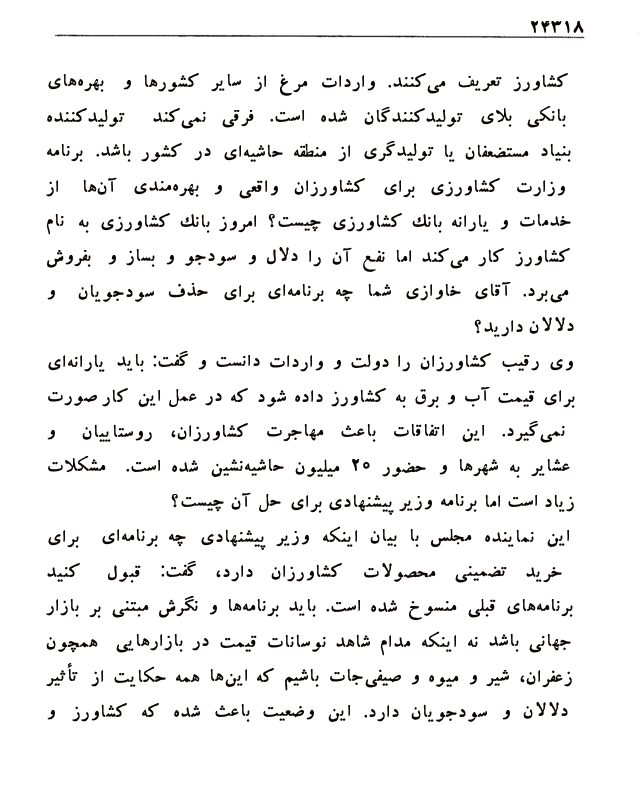 ۲۴۳۱۸
کشاورز تعریف می‌کنند. واردات مرغ از سایر کشورها و بهره‌های
بانکی بلای تولیدکنندگان شده است. فرقی نمی‌کند تولیدکننده
بنیاد مستضعفان یا تولیدگری از منطقه حاشیه‌ای در کشور باشد. برنامه
وزارت کشاورزی برای کشاورزان واقعی و بهره‌مندی آن‌ها از
خدمات و یارانه بانك کشاورزی چیست؟ امروز بانك کشاورزی به نام
کشاورز کار می‌کند اما نفع آن را دلال و سودجو و بساز و بفروش
می‌برد. آقای خاوازی شما چه برنامه‌ای برای حذف سودجویان و
دلالان دارید؟
وی رقیب کشاورزان را دولت و واردات دانست و گفت: باید یارانه‌ای
برای قیمت آب و برق به کشاورز داده شود که در عمل این کار صورت
نمی‌گیرد. این اتفاقات باعث مهاجرت کشاورزان، روستاییان و
عشایر به شهرها و حضور ۲۰ میلیون حاشیه‌نشین شده است. مشکلات
زیاد است اما برنامه وزیر پیشنهادی برای حل آن چیست؟
این نماینده مجلس با بیان اینکه وزیر پیشنهادی چه برنامه‌ای برای
خرید تضمینی محصولات کشاورزان دارد، گفت: قبول کنید
برنامه‌های قبلی منسوخ شده است. باید برنامه‌ها و نگرش مبتنی بر بازار
جهانی باشد نه اینکه مدام شاهد نوسانات قیمت در بازارهایی همچون
زعفران، شیر و میوه و صیفی‌جات باشیم که این‌ها همه حکایت از تأثیر
دلالان و سودجویان دارد. این وضعیت باعث شده که کشاورز و